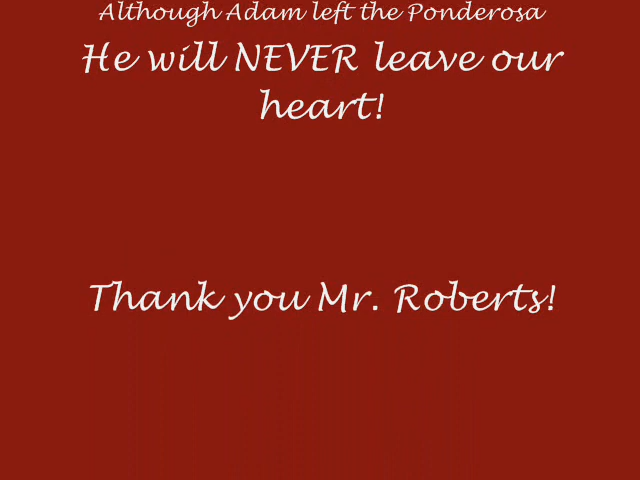 Although Adam left the Ponderosa
He will NEVER leave our
heart!
Thank you Mr. Roberts!